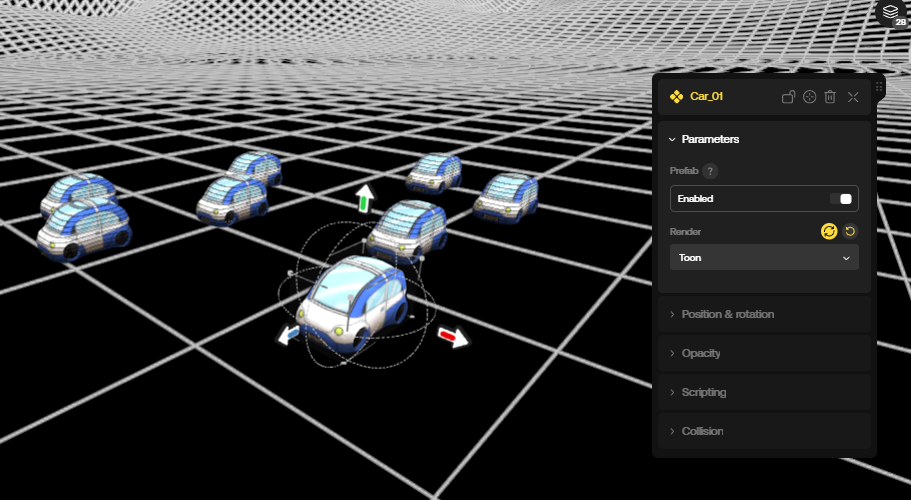 28
Car_01
Parameters
Prefab ?
Enabled
Render
Toon
Position & rotation
Opacity
Scripting
Collision